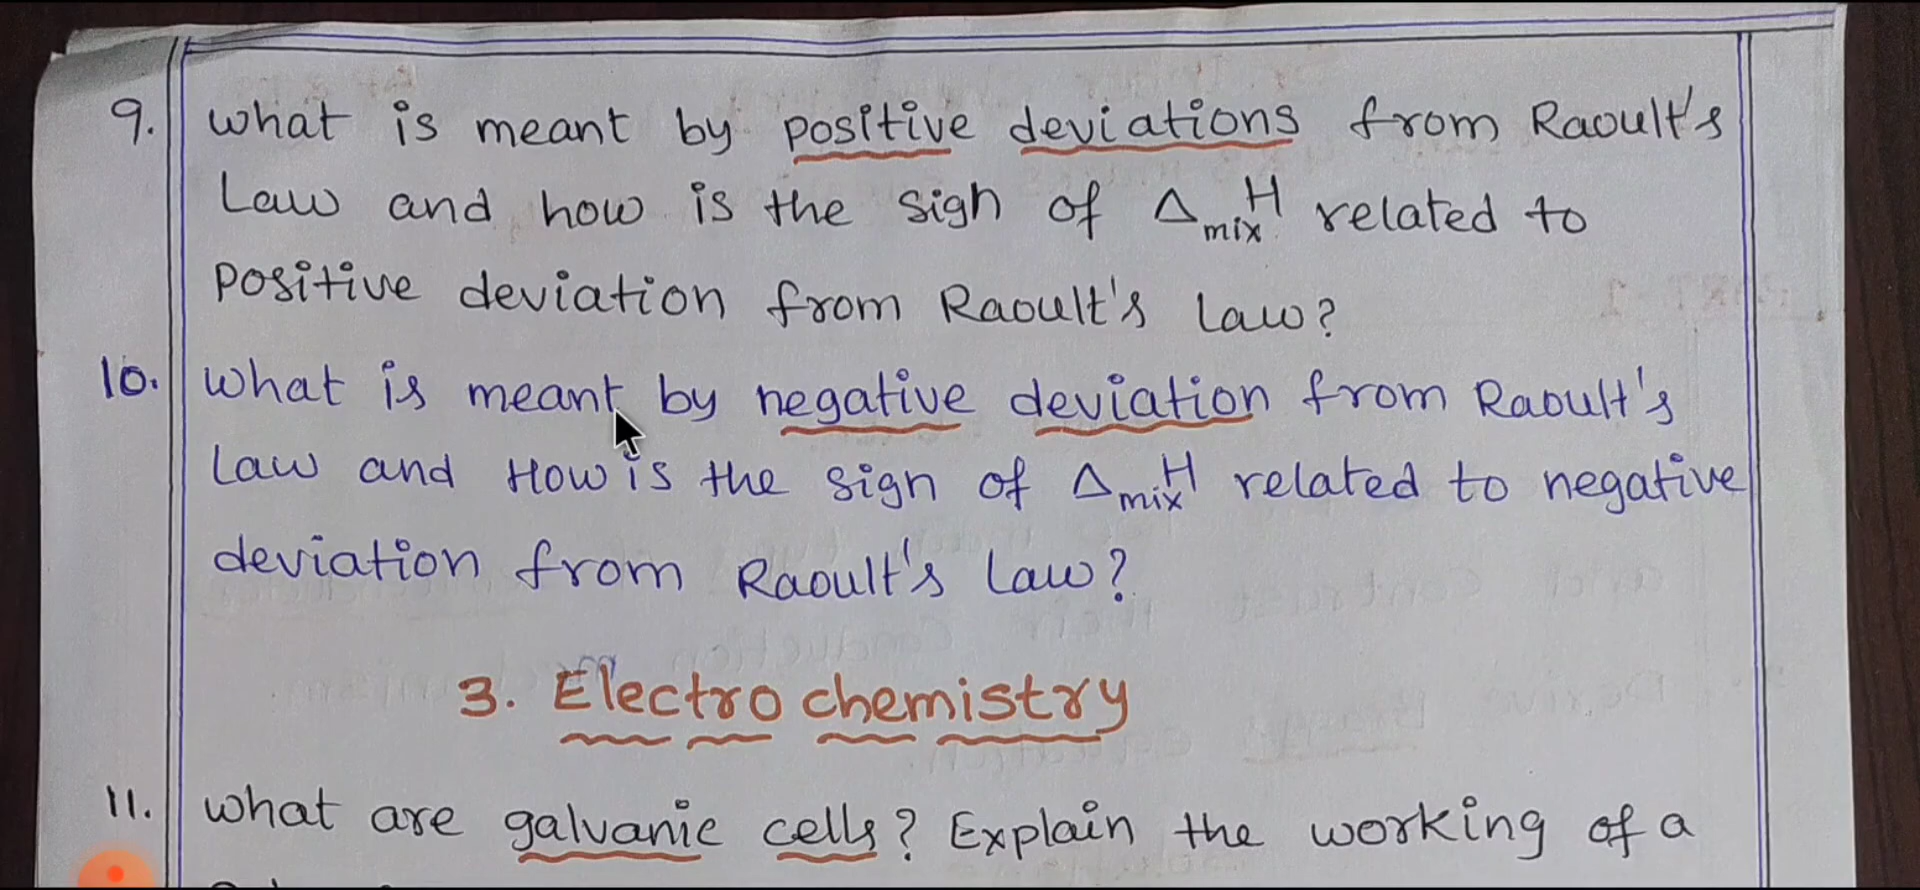 9. What is meant by positive deviations from Raoult's
Law and how is the sign of Δmix H related to
Positive deviation from Raoult's Law?
10. What is meant by negative deviation from Raoult's
Law and How is the sign of Δmix H related to negative
deviation from Raoult's Law?
3. Electro chemistry
11. What are galvanic cells? Explain the working of a